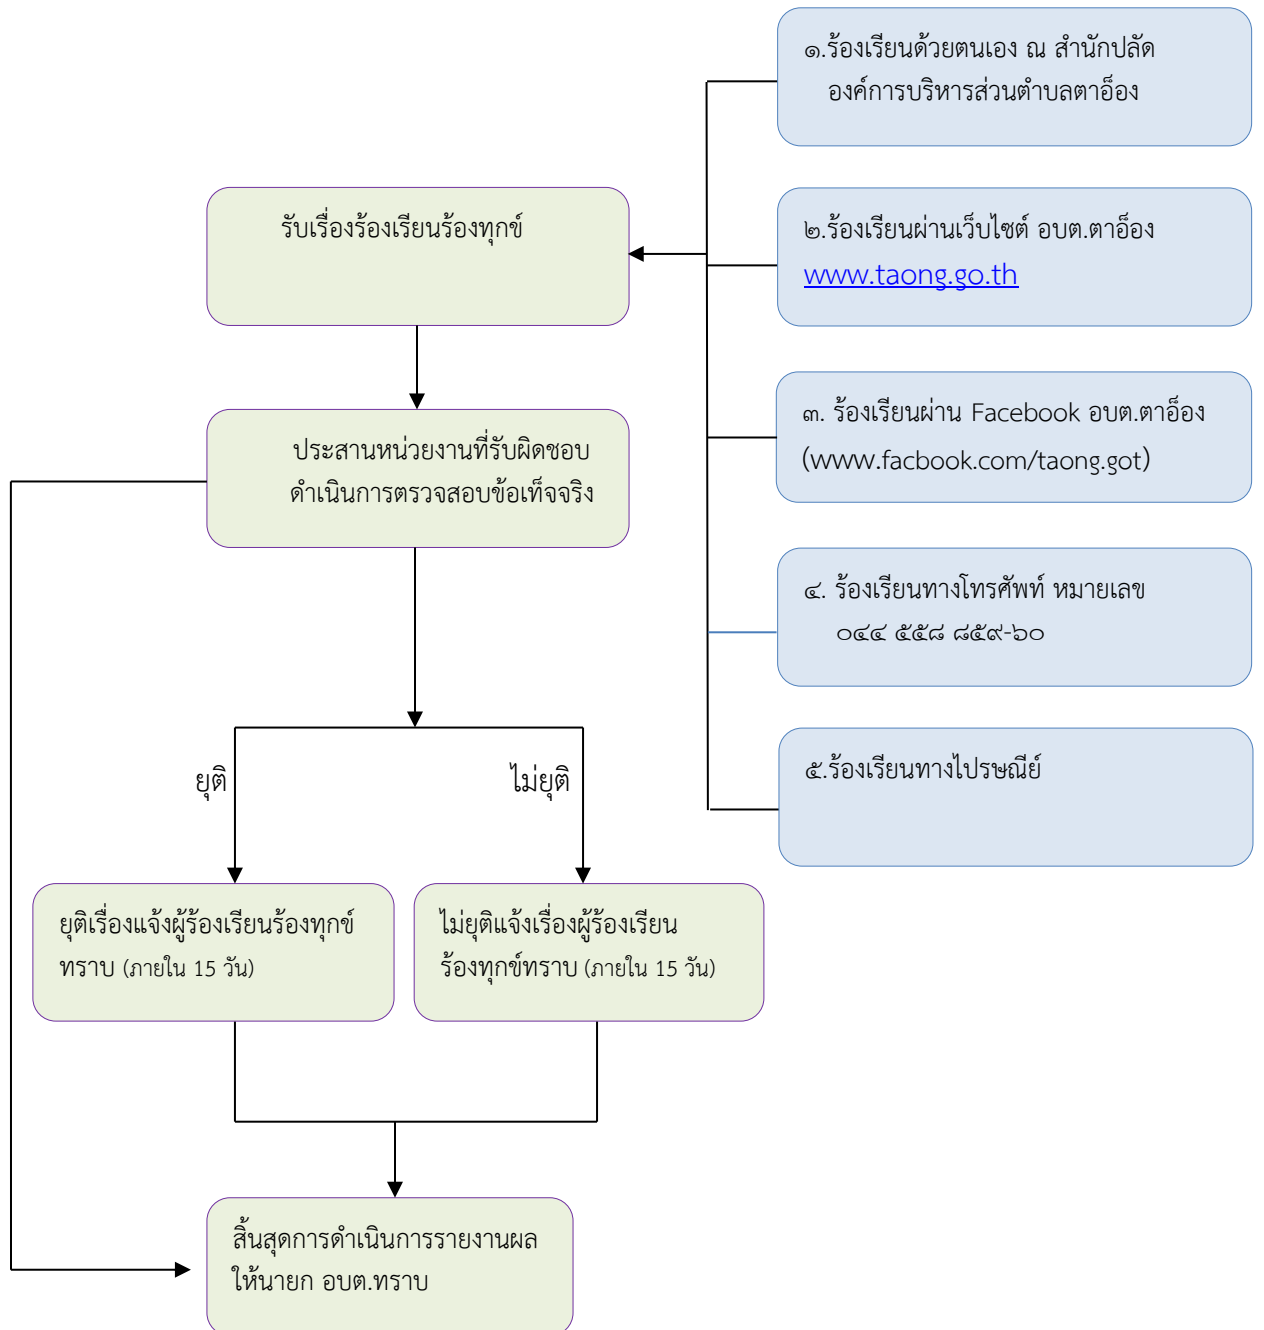 ๑.ร้องเรียนด้วยตนเอง ณ สำนักปลัด
องค์การบริหารส่วนตำบลตาอ็อง
รับเรื่องร้องเรียนร้องทุกข์
๒.ร้องเรียนผ่านเว็บไซต์ อบต.ตาอ็อง
www.taong.go.th
๓. ร้องเรียนผ่าน Facebook อบต.ตาอ็อง
(www.facbook.com/taong.got)
ประสานหน่วยงานที่รับผิดชอบ
ดำเนินการตรวจสอบข้อเท็จจริง
๔. ร้องเรียนทางโทรศัพท์ หมายเลข
๐๔๔ ๕๕๘ ๘๕๙-๖๐
๕.ร้องเรียนทางไปรษณีย์
ยุติ
ไม่ยุติ
ยุติเรื่องแจ้งผู้ร้องเรียนร้องทุกข์
ทราบ (ภายใน 15 วัน)
ไม่ยุติแจ้งเรื่องผู้ร้องเรียน
ร้องทุกข์ทราบ (ภายใน 15 วัน)
สิ้นสุดการดำเนินการรายงานผล
ให้นายก อบต.ทราบ